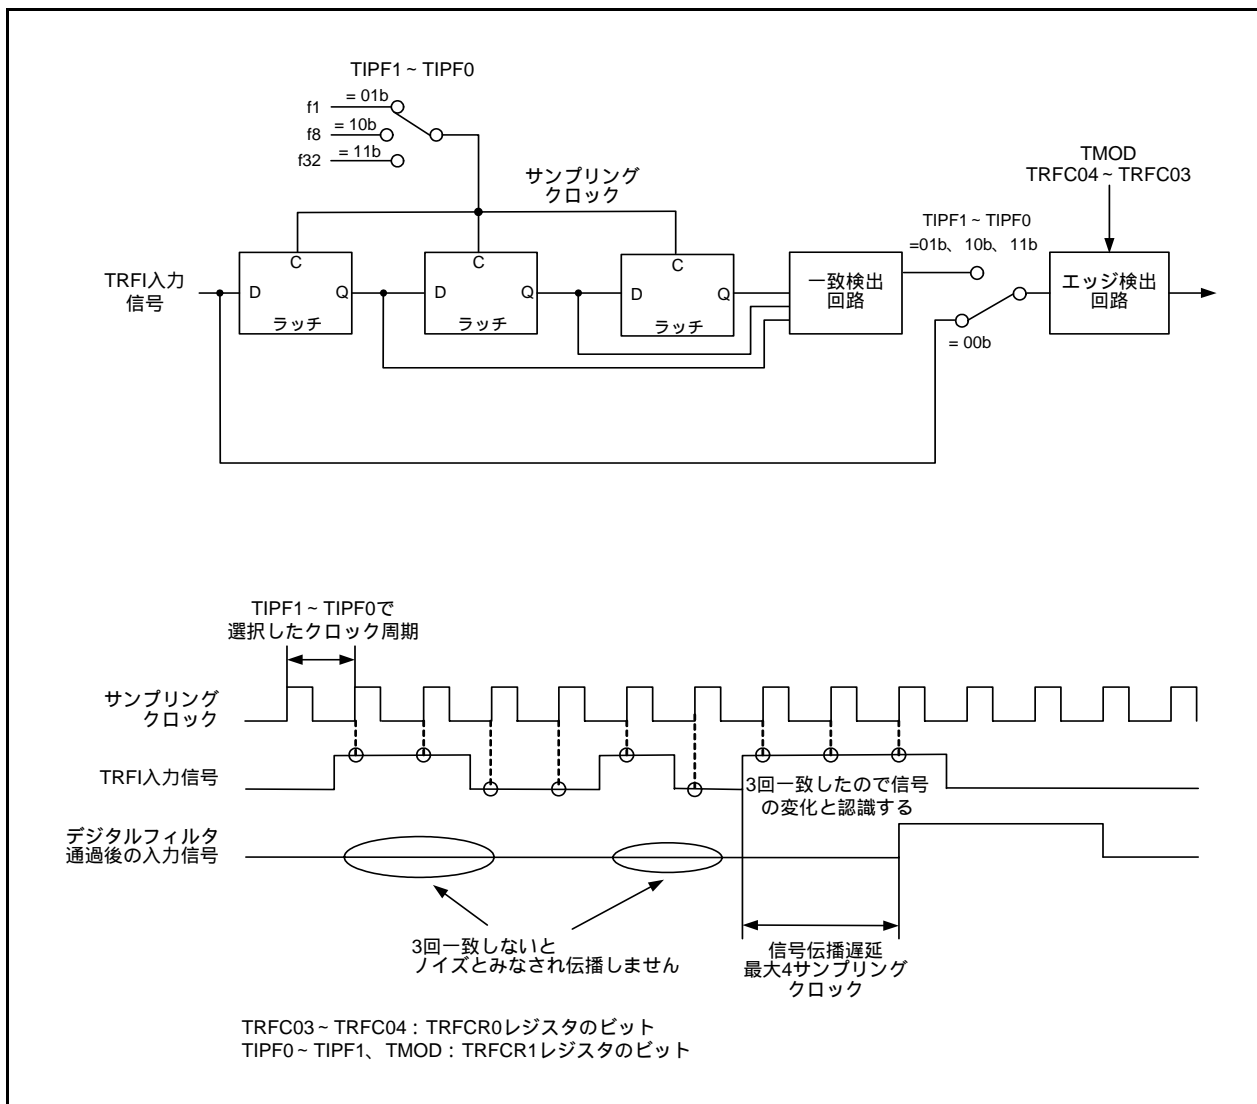 TIPF1 ~ TIPF0
f1
= 01b
f8
= 10b
f32
= 11b
サンプリング
クロック
TMOD
TRFC04 ~ TRFC03
TIPF1 ~ TIPF0
=01b、10b、11b
TRFI入力
信号
D
C
Q
ラッチ
D
C
Q
ラッチ
D
C
Q
ラッチ
一致検出
回路
= 00b
エッジ検出
回路
TIPF1 ~ TIPF0で
選択したクロック周期
サンプリング
クロック
TRFI入力信号
3回一致したので信号
の変化と認識する
デジタルフィルタ
通過後の入力信号
3回一致しないと
ノイズとみなされ伝播しません
信号伝播遅延
最大4サンプリング
クロック
TRFC03 ~ TRFC04 : TRFCR0レジスタのビット
TIPF0 ~ TIPF1、TMOD : TRFCR1レジスタのビット